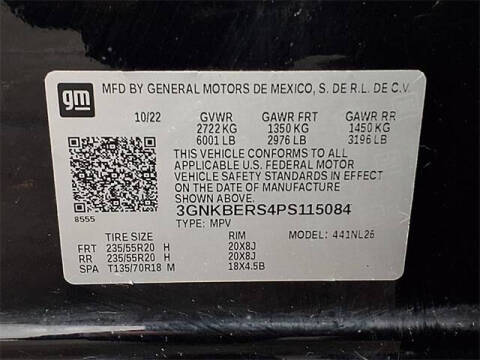 gm
MFD BY GENERAL MOTORS DE MEXICO, S. DE R.L. DE C.V.
10/22 GVWR GAWR FRT GAWR RR
2722 KG 1350 KG 1450 KG
6001 LB 2976 LB 3196 LB
THIS VEHICLE CONFORMS TO ALL
APPLICABLE U.S. FEDERAL MOTOR
VEHICLE SAFETY STANDARDS IN EFFECT
ON THE DATE OF MANUFACTURE
SHOWN ABOVE.
8555
3GNKBERS4PS115084
TYPE: MPV MODEL: 441NL26
TIRE SIZE RIM
FRT 235/55R20 H 20X8J
RR 235/55R20 H 20X8J
SPA T135/70R18 M 18X4.5B